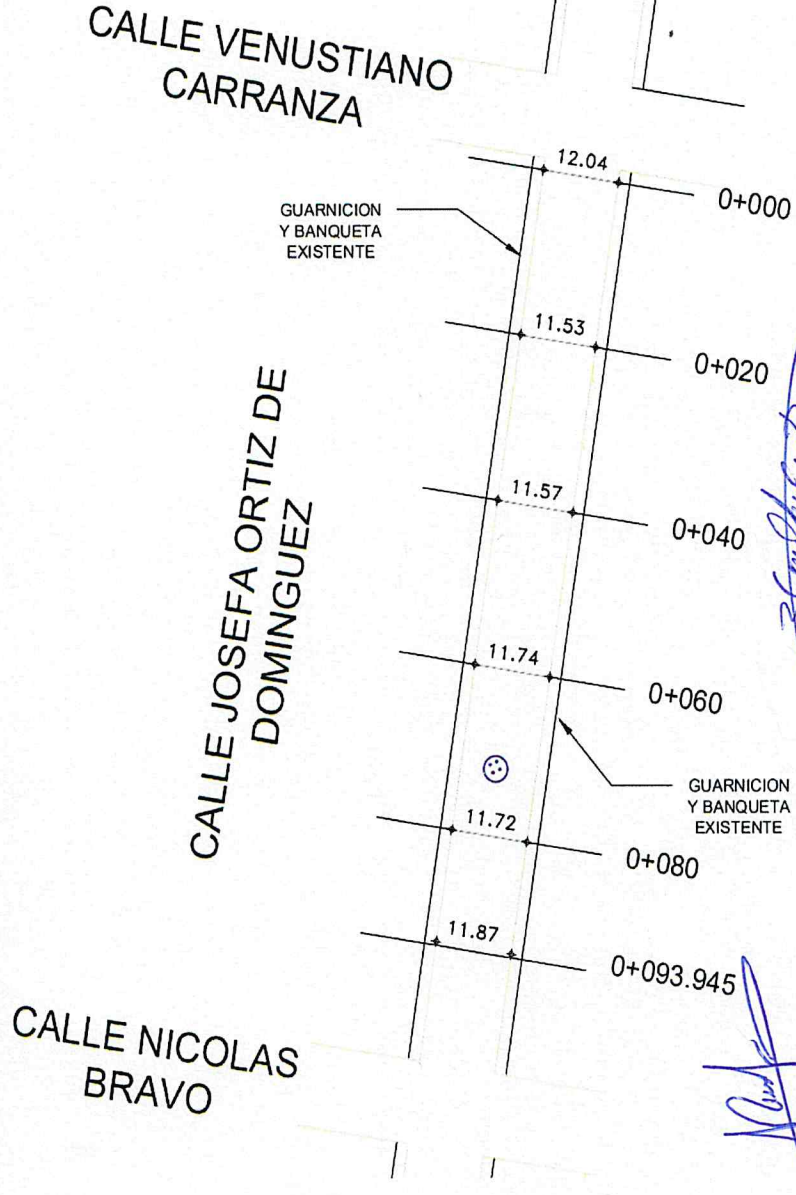 CALLE VENUSTIANO
CARRANZA
12.04
0+000
GUARNICION
Y BANQUETA
EXISTENTE
11.53
0+020
CALLE JOSEFA ORTIZ DE
DOMINGUEZ
11.57
0+040
11.74
0+060
GUARNICION
Y BANQUETA
EXISTENTE
11.72
0+080
11.87
0+093.945
CALLE NICOLAS
BRAVO